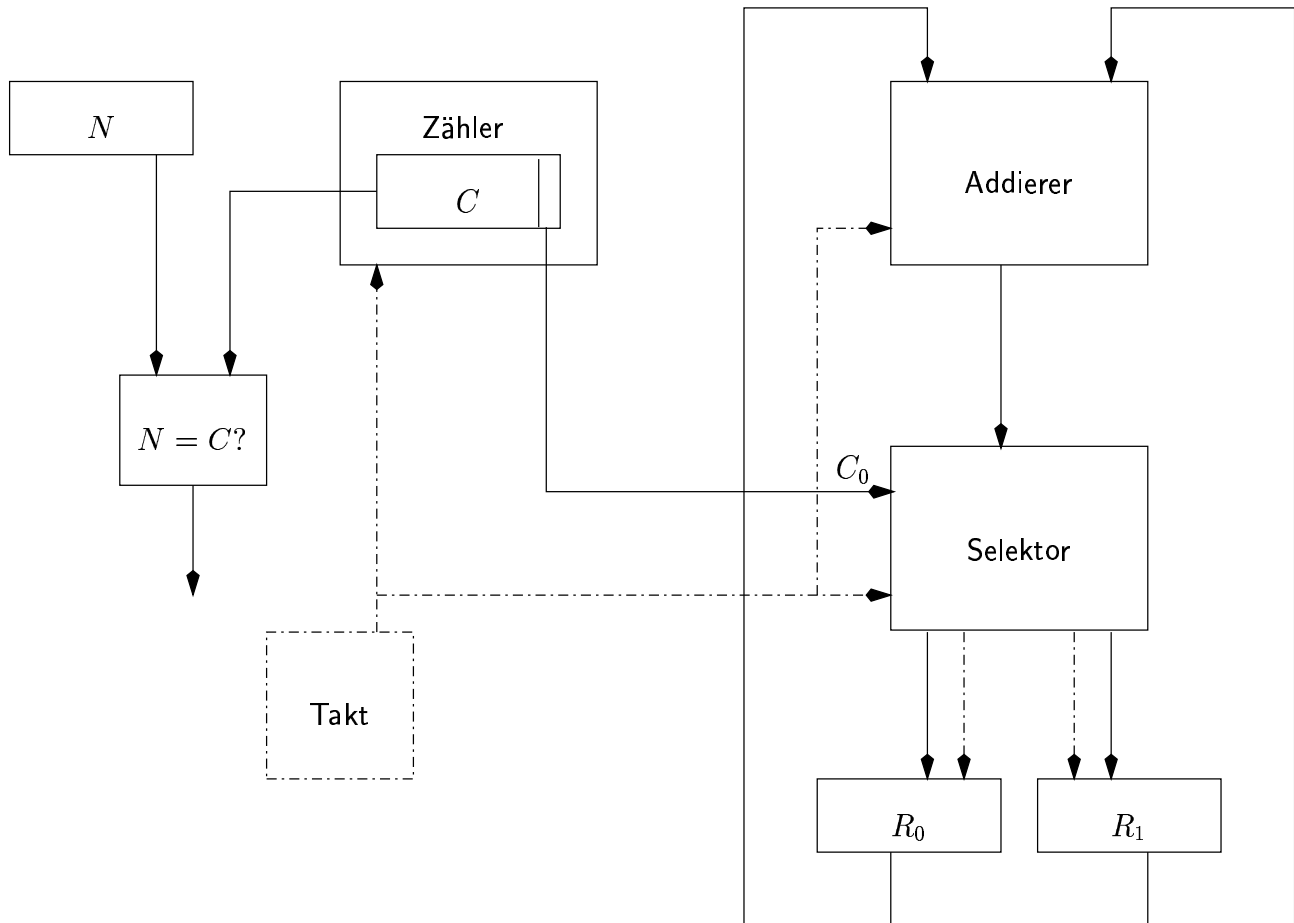 N
Zähler
C
Addierer
N = C?
C₀
Selektor
Takt
R₀
R₁